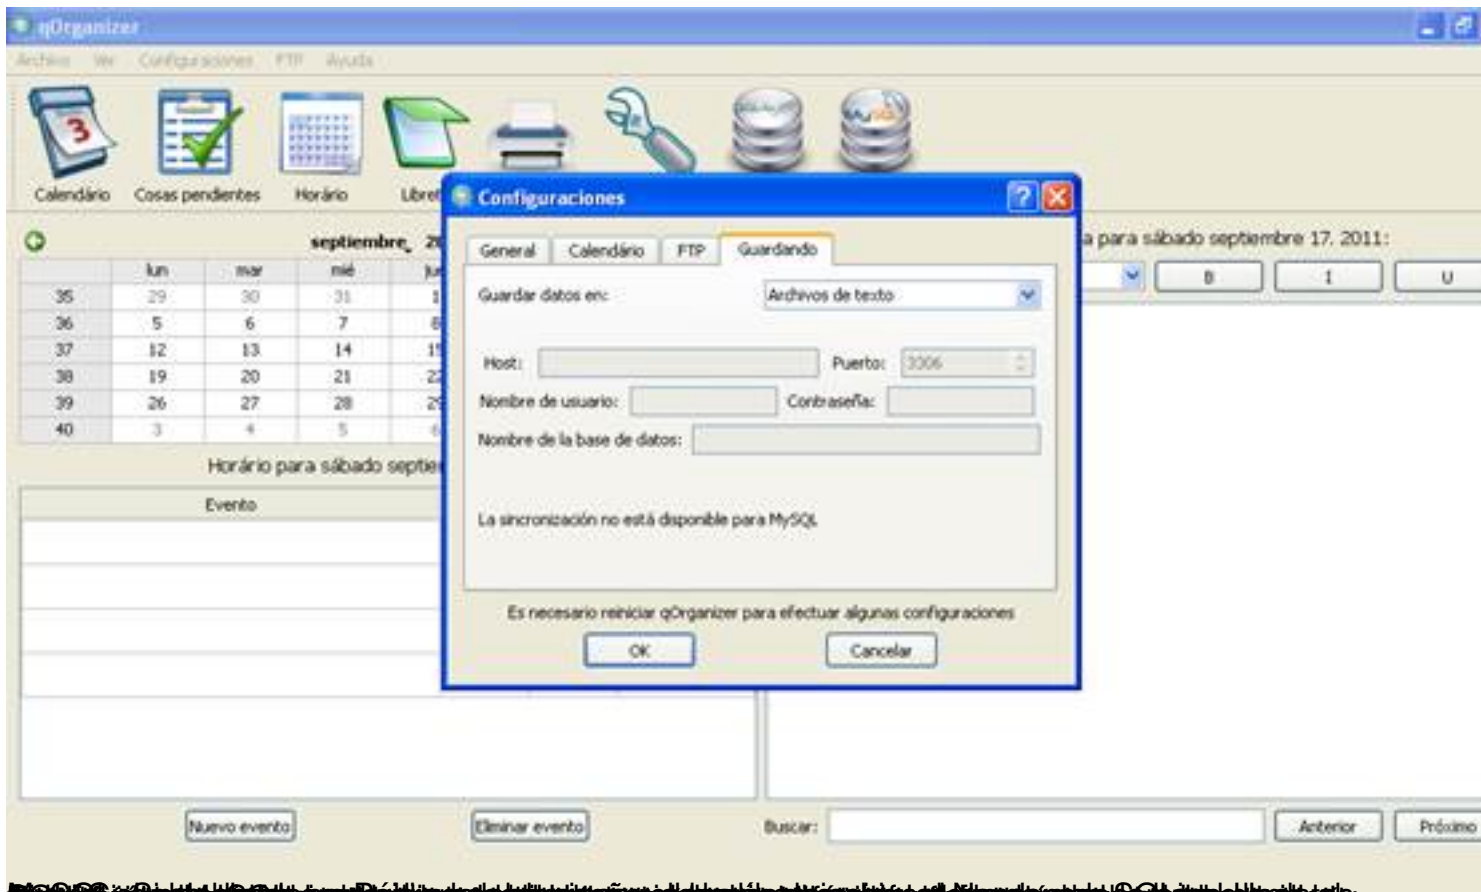 qOrganizer
Archivo Ver Configuraciones FTP Ayuda
3
MySQL
Calendário Cosas pendientes Horário
Configuraciones
septiembre,
a para sábado septiembre 17, 2011:
B I U
lun mar mié
35 29 30 31 1
36 5 6 7
37 12 13 14
38 19 20 21
39 26 27 28
40 3 4 5
Horário para sábado
Evento
General Calendário FTP Guardando
Guardar datos en: Archivos de texto
Host: Puerto: 3306
Nombre de usuario: Contraseña:
Nombre de la base de datos:
La sincronización no está disponible para MySQL
Es necesario reiniciar qOrganizer para efectuar algunas configuraciones
OK Cancelar
Nuevo evento Eliminar evento Buscar: Anterior Próximo